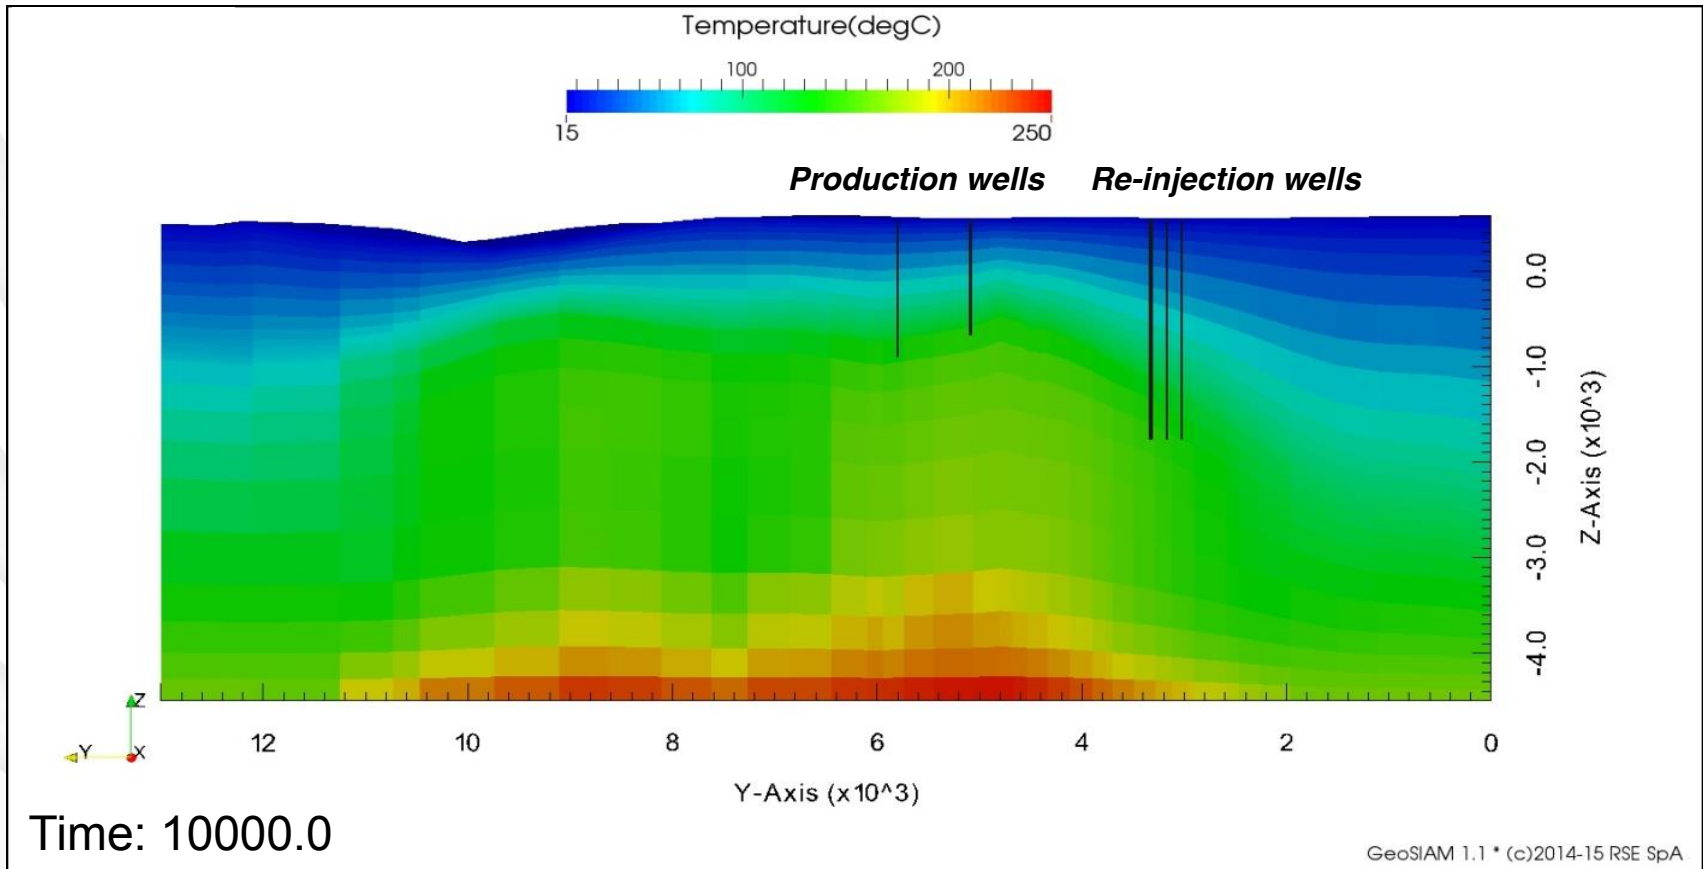 Temperature(degC)
100 200
15 250
Production wells Re-injection wells
0.0
-1.0
-2.0
-3.0
-4.0
Z-Axis (x10^3)
Z
Y X
12 10 8 6 4 2 0
Y-Axis (x10^3)
Time: 10000.0
GeoSIAM 1.1 * (c)2014-15 RSE SpA